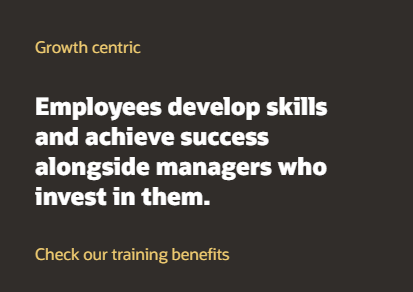 Growth centric
Employees develop skills
and achieve success
alongside managers who
invest in them.
Check our training benefits